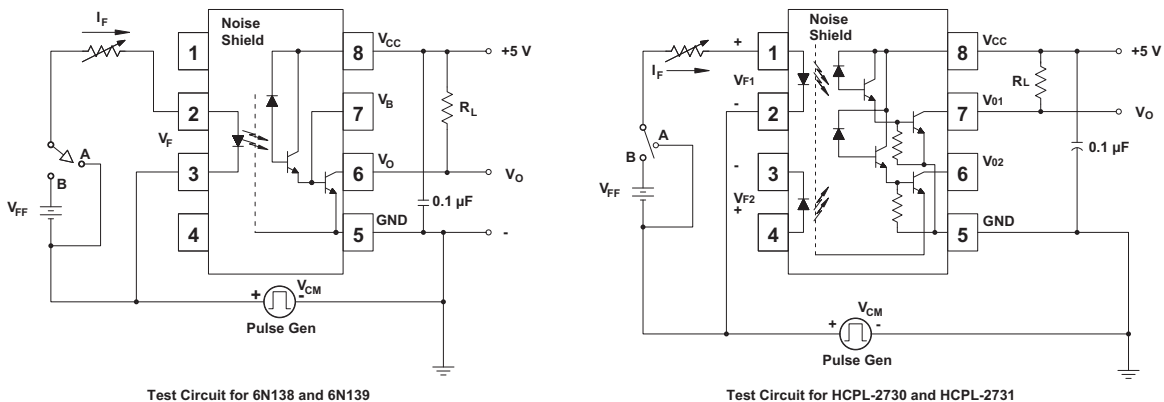 I_F
Noise
Shield
1
2
3
4
8
7
6
5
V_CC
V_B
V_O
GND
V_F
+5 V
R_L
V_O
0.1 µF
-
A
B
V_FF
+
V_CM
-
Pulse Gen
Test Circuit for 6N138 and 6N139
I_F
Noise
Shield
+
1
V_F1
-
2
-
3
V_F2
+
4
8
7
6
5
V_CC
V_01
V_02
GND
+5 V
R_L
V_O
0.1 µF
A
B
V_FF
V_CM
+
-
Pulse Gen
Test Circuit for HCPL-2730 and HCPL-2731